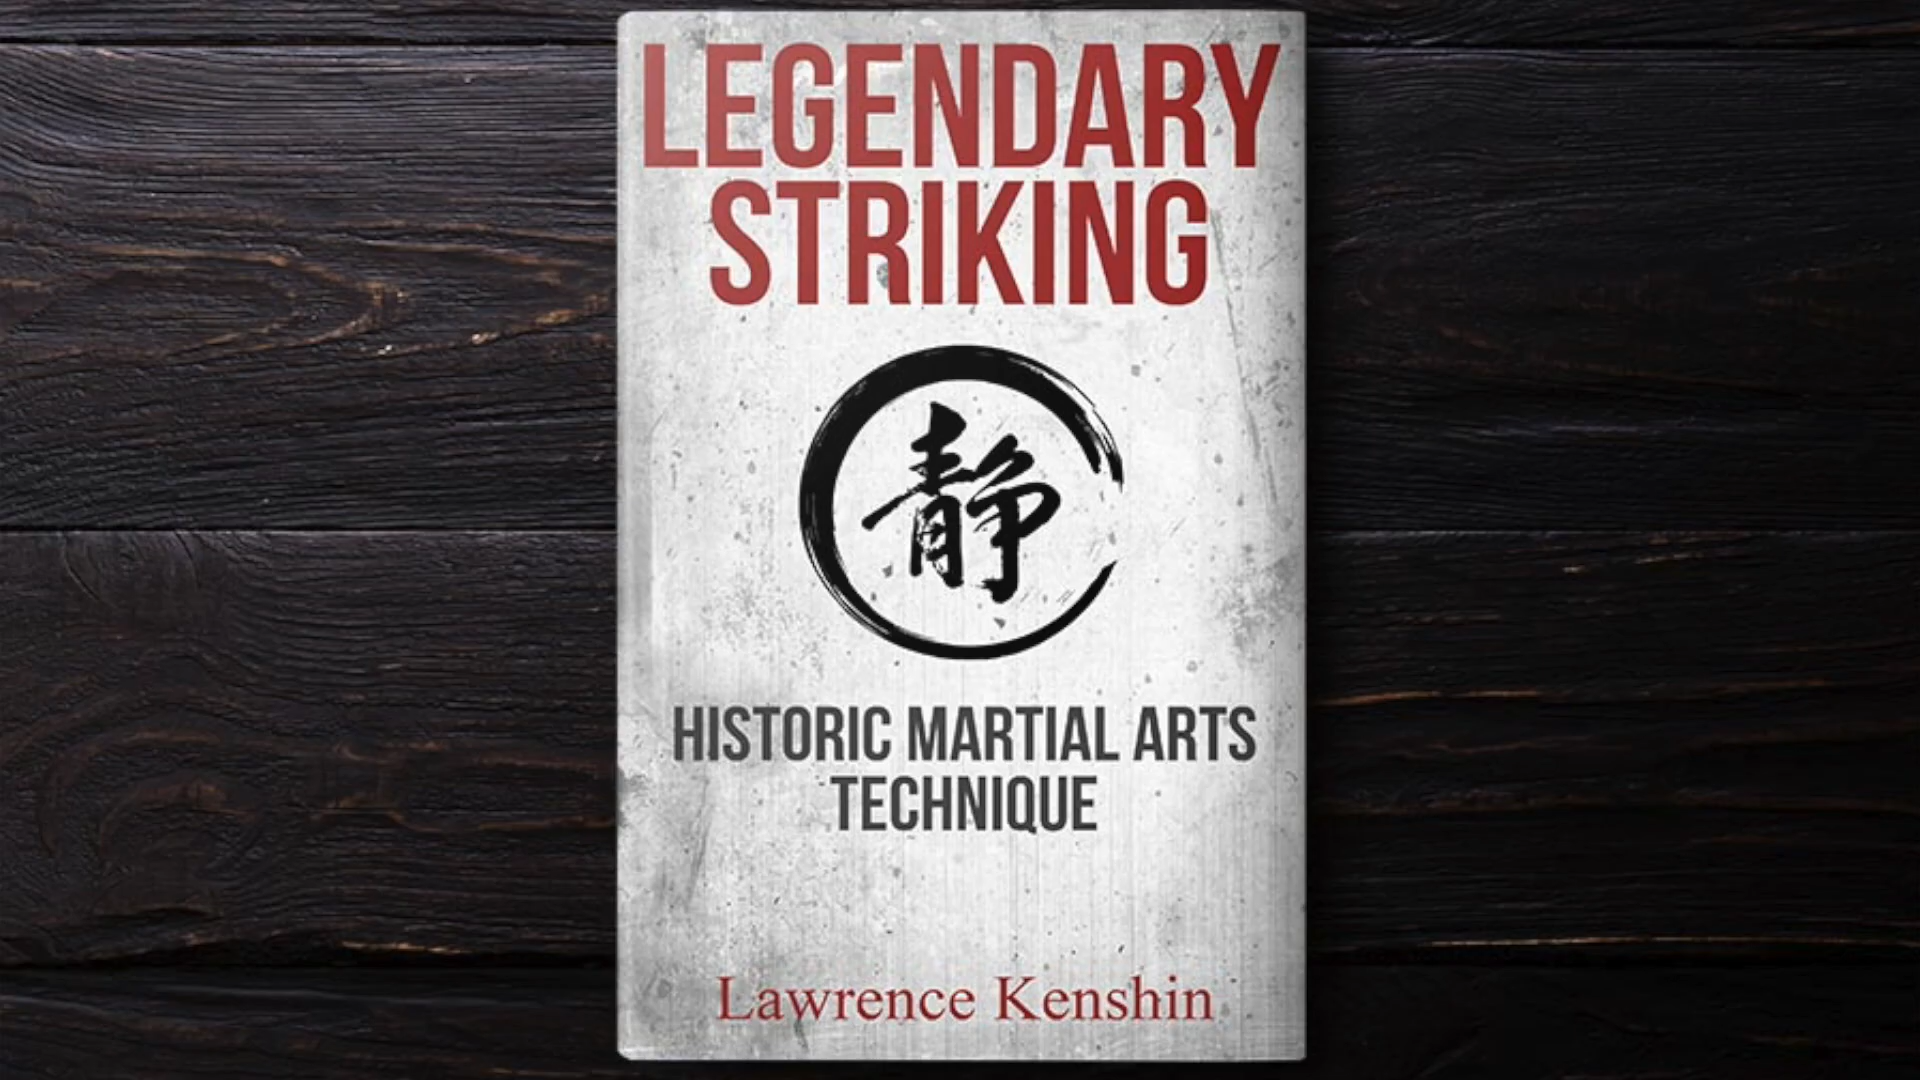 LEGENDARY
STRIKING
静
HISTORIC MARTIAL ARTS
TECHNIQUE
Lawrence Kenshin